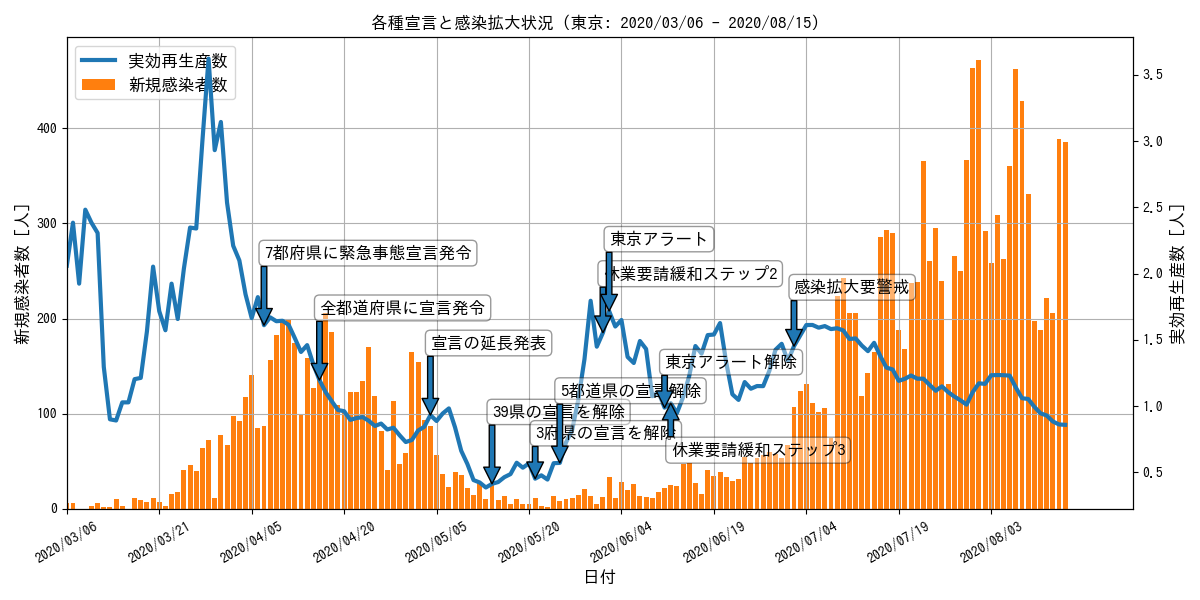 各種宣言と感染拡大状況 (東京: 2020/03/06 - 2020/08/15)
実効再生産数
新規感染者数
7都府県に緊急事態宣言発令
全都道府県に宣言発令
宣言の延長発表
39県の宣言を解除
3府県の宣言を解除
5都道県の宣言解除
東京アラート
休業要請緩和ステップ2
感染拡大要警戒
東京アラート解除
休業要請緩和ステップ3
新規感染者数 [人]
400
300
200
100
0
実効再生産数 [人]
3.5
3.0
2.5
2.0
1.5
1.0
0.5
2020/03/06
2020/03/21
2020/04/05
2020/04/20
2020/05/05
2020/05/20
2020/06/04
2020/06/19
2020/07/04
2020/07/19
2020/08/03
日付